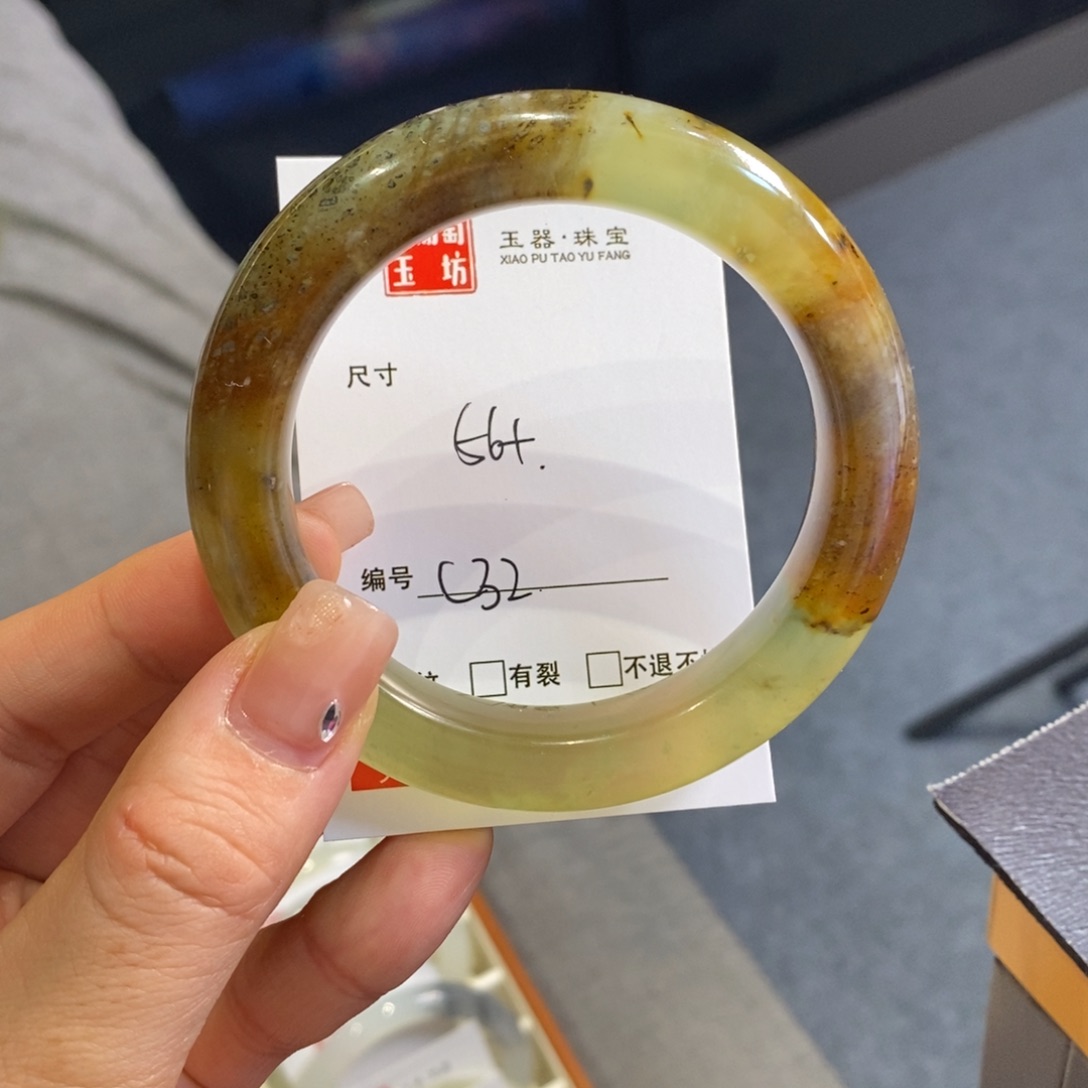 玉坊
玉器·珠宝
XIAO PU TAO YU FANG
尺寸
56+.
编号 C32
□有裂 □不退不